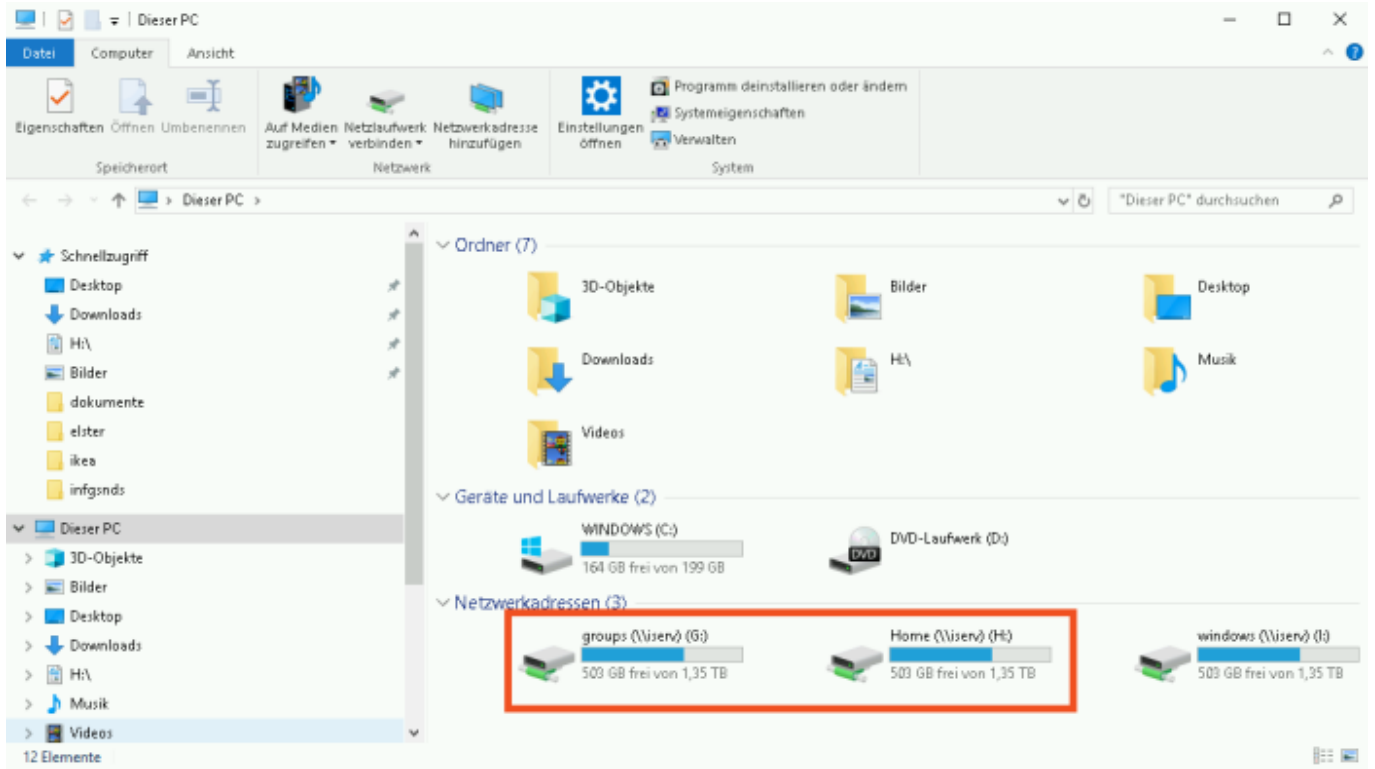 Dieser PC
Datei Computer Ansicht
Eigenschaften Öffnen Umbenennen
Auf Medien zugreifen
Netzlaufwerk verbinden
Netzwerkadresse hinzufügen
Einstellungen öffnen
Programm deinstallieren oder ändern
Systemeigenschaften
Verwalten
Speicherort Netzwerk System
Dieser PC
"Dieser PC" durchsuchen
Schnellzugriff
Desktop
Downloads
H:\
Bilder
dokumente
elster
ikea
infgsnds
Dieser PC
3D-Objekte
Bilder
Desktop
Downloads
H:\
Musik
Videos
Ordner (7)
3D-Objekte Bilder Desktop
Downloads H:\ Musik
Videos
Geräte und Laufwerke (2)
WINDOWS (C:)
164 GB frei von 199 GB
DVD-Laufwerk (D:)
DVD
Netzwerkadressen (3)
groups (\\iserv) (G:)
503 GB frei von 1,35 TB
Home (\\iserv) (H:)
503 GB frei von 1,35 TB
windows (\\iserv) (I:)
503 GB frei von 1,35 TB
12 Elemente